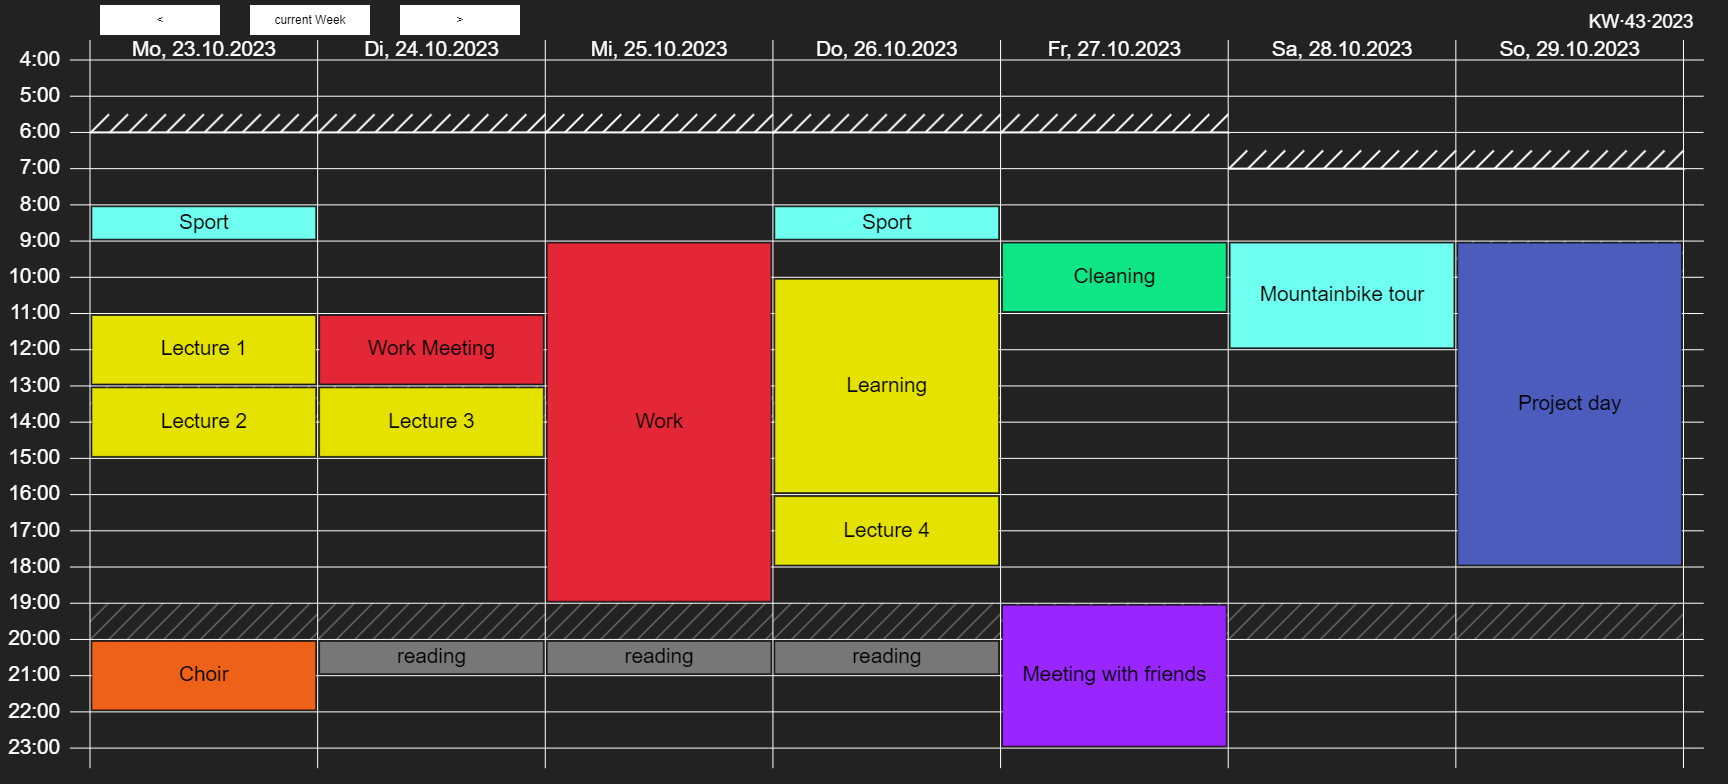 < current Week >
KW-43-2023
Mo, 23.10.2023 Di, 24.10.2023 Mi, 25.10.2023 Do, 26.10.2023 Fr, 27.10.2023 Sa, 28.10.2023 So, 29.10.2023
4:00
5:00
6:00
7:00
8:00
Sport Sport
9:00
10:00 Cleaning
Mountainbike tour
11:00
12:00 Lecture 1 Work Meeting
13:00 Learning
Project day
14:00 Lecture 2 Lecture 3 Work
15:00
16:00
17:00 Lecture 4
18:00
19:00
20:00
reading reading reading
21:00 Choir Meeting with friends
22:00
23:00